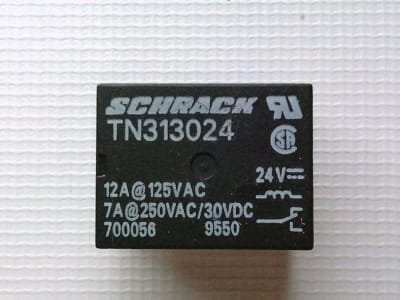 SCHRACK
TN313024
24V
12A@125VAC
7A@250VAC/30VDC
700056 9550